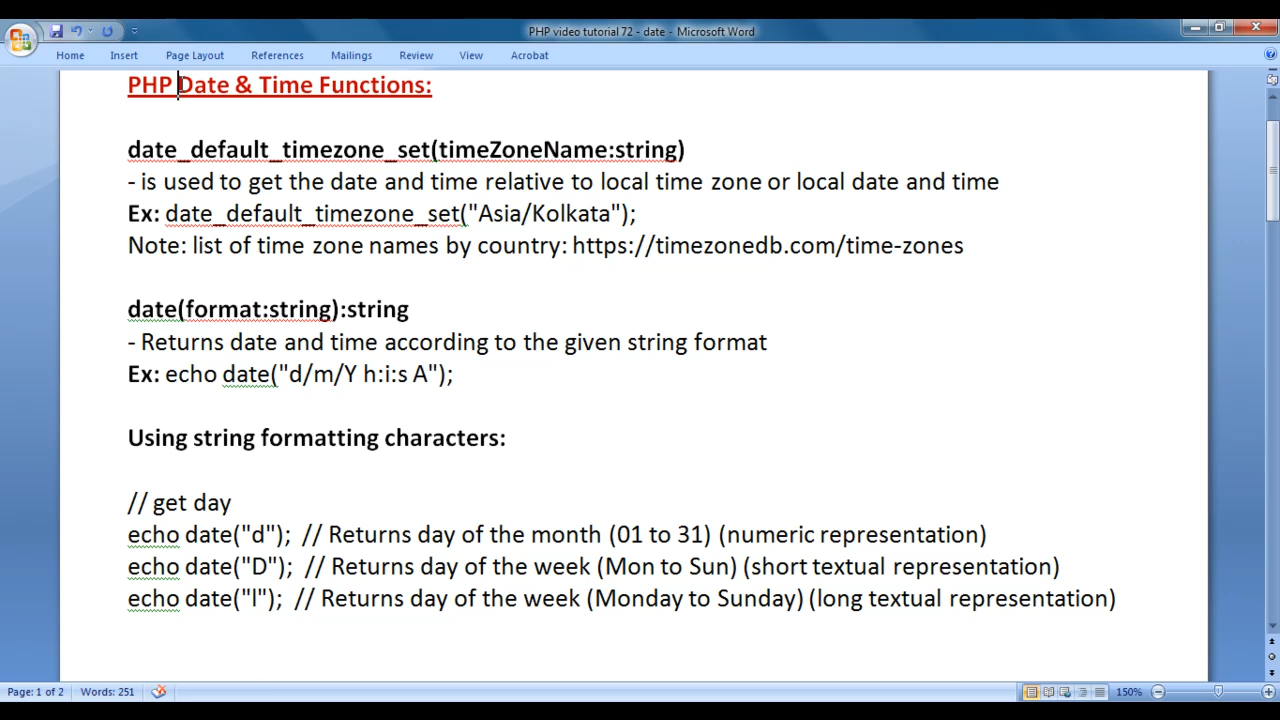 PHP video tutorial 72 - date - Microsoft Word
Home Insert Page Layout References Mailings Review View Acrobat
PHP Date & Time Functions:
date_default_timezone_set(timeZoneName:string)
- is used to get the date and time relative to local time zone or local date and time
Ex: date_default_timezone_set("Asia/Kolkata");
Note: list of time zone names by country: https://timezonedb.com/time-zones
date(format:string):string
- Returns date and time according to the given string format
Ex: echo date("d/m/Y h:i:s A");
Using string formatting characters:
// get day
echo date("d");  // Returns day of the month (01 to 31) (numeric representation)
echo date("D");  // Returns day of the week (Mon to Sun) (short textual representation)
echo date("l");  // Returns day of the week (Monday to Sunday) (long textual representation)
Page: 1 of 2 Words: 251 150%